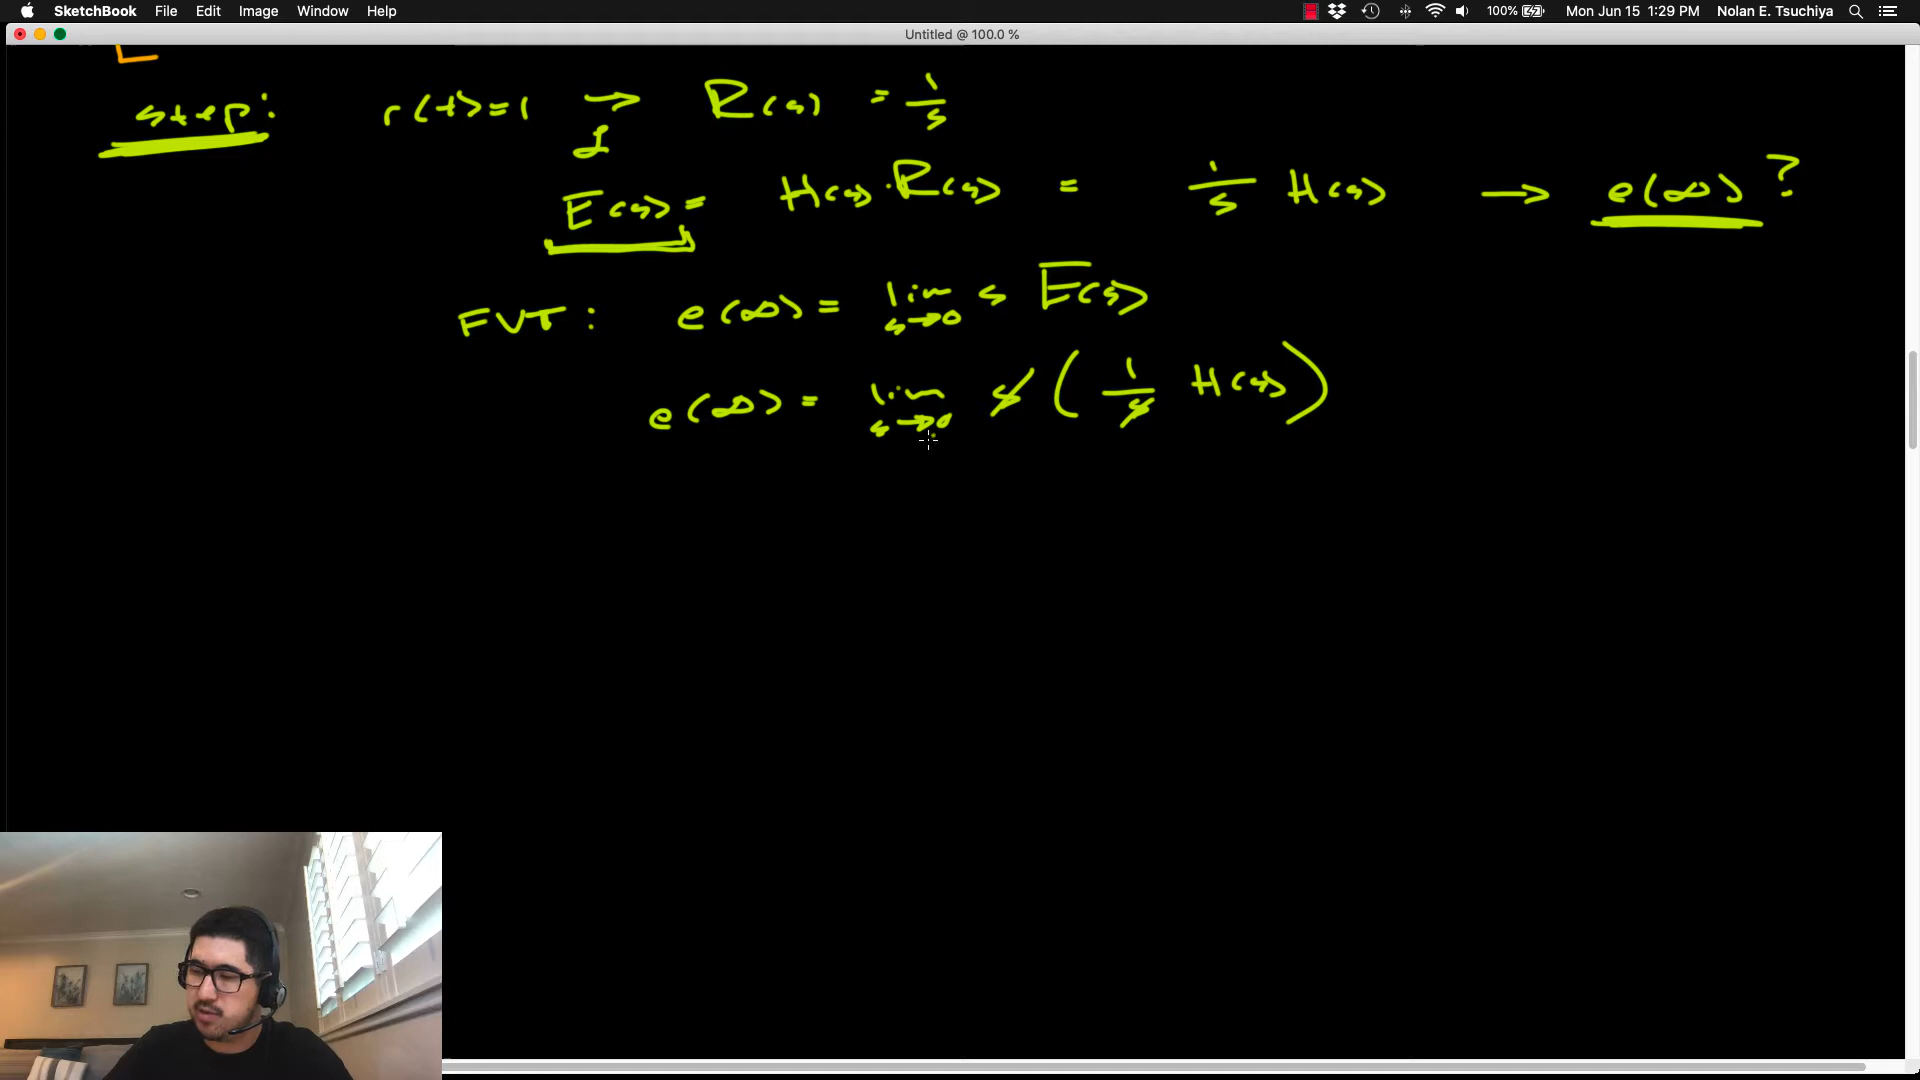 SketchBook File Edit Image Window Help 100% Mon Jun 15 1:29 PM Nolan E. Tsuchiya
Untitled @ 100.0 %
step: r(t)=1 → R(s) = 1/s
ℒ
E(s) = H(s)·R(s) = 1/s H(s) → e(∞)?
FVT: e(∞) = lim s→0 s E(s)
e(∞) = lim s→0 s ( 1/s H(s) )